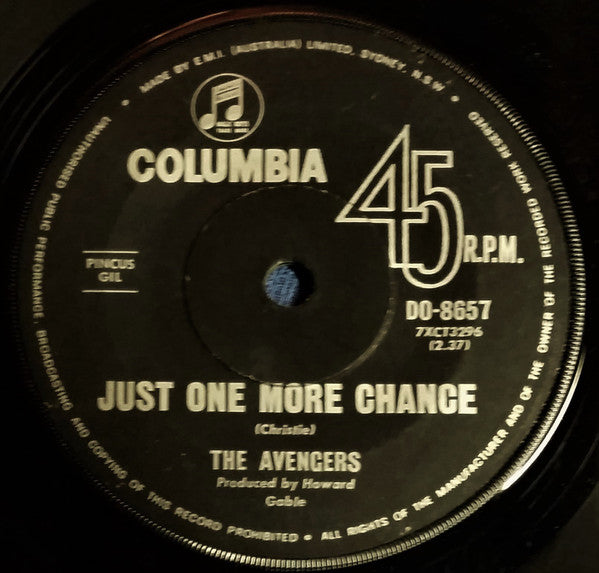 MADE BY E.M.I. (AUSTRALIA) LIMITED, SYDNEY, N.S.W.
COLUMBIA
45 R.P.M.
PINCUS
GIL
DO-8657
7XCT3296
(2.37)
JUST ONE MORE CHANCE
(Christie)
THE AVENGERS
Produced by Howard
Gable
UNAUTHORISED PUBLIC PERFORMANCE, BROADCASTING AND COPYING OF THIS RECORD PROHIBITED • ALL RIGHTS OF THE MANUFACTURER AND OF THE OWNER OF THE RECORDED WORK RESERVED